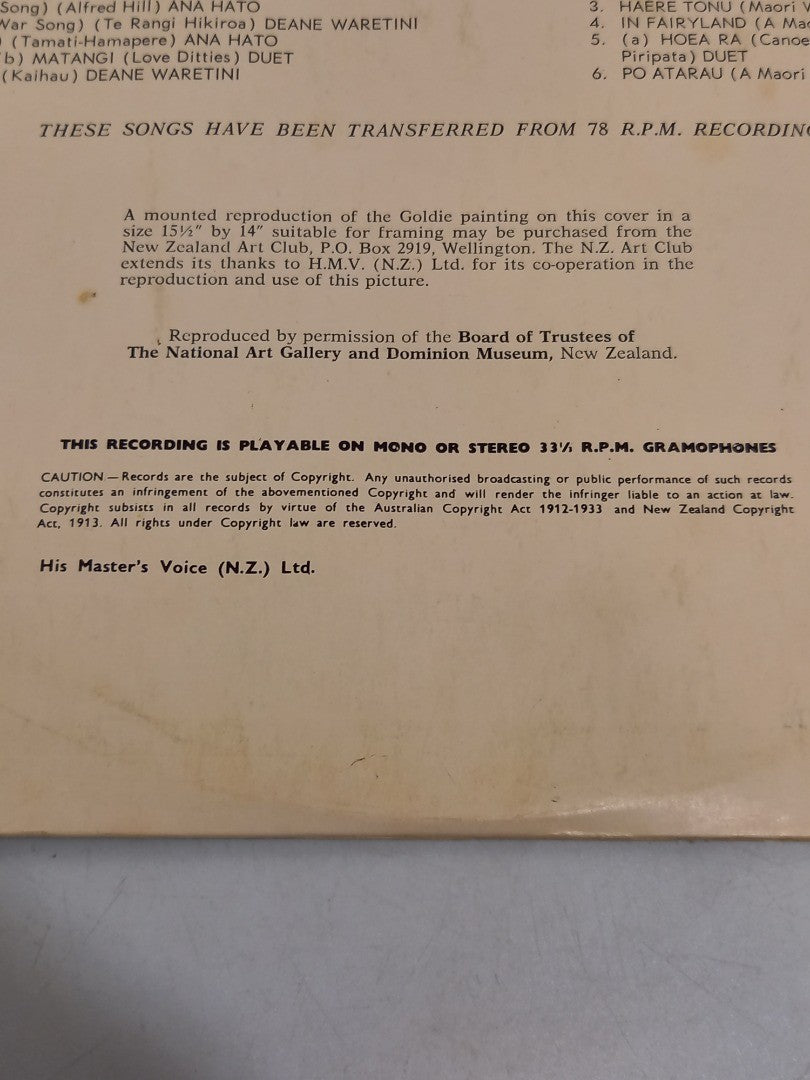 Song) (Alfred Hill) ANA HATO
War Song) (Te Rangi Hikiroa) DEANE WARETINI
) (Tamati-Hamapere) ANA HATO
b) MATANGI (Love Ditties) DUET
(Kaihau) DEANE WARETINI
3. HAERE TONU (Maori
4. IN FAIRYLAND (A
5. (a) HOEA RA (Canoe
Piripata) DUET
6. PO ATARAU (A Maori
THESE SONGS HAVE BEEN TRANSFERRED FROM 78 R.P.M. RECORDING
A mounted reproduction of the Goldie painting on this cover in a
size 15½″ by 14″ suitable for framing may be purchased from the
New Zealand Art Club, P.O. Box 2919, Wellington. The N.Z. Art Club
extends its thanks to H.M.V. (N.Z.) Ltd. for its co-operation in the
reproduction and use of this picture.
Reproduced by permission of the Board of Trustees of
The National Art Gallery and Dominion Museum, New Zealand.
THIS RECORDING IS PLAYABLE ON MONO OR STEREO 33⅓ R.P.M. GRAMOPHONES
CAUTION — Records are the subject of Copyright. Any unauthorised broadcasting or public performance of such records
constitutes an infringement of the abovementioned Copyright and will render the infringer liable to an action at law.
Copyright subsists in all records by virtue of the Australian Copyright Act 1912-1933 and New Zealand Copyright
Act, 1913. All rights under Copyright law are reserved.
His Master's Voice (N.Z.) Ltd.